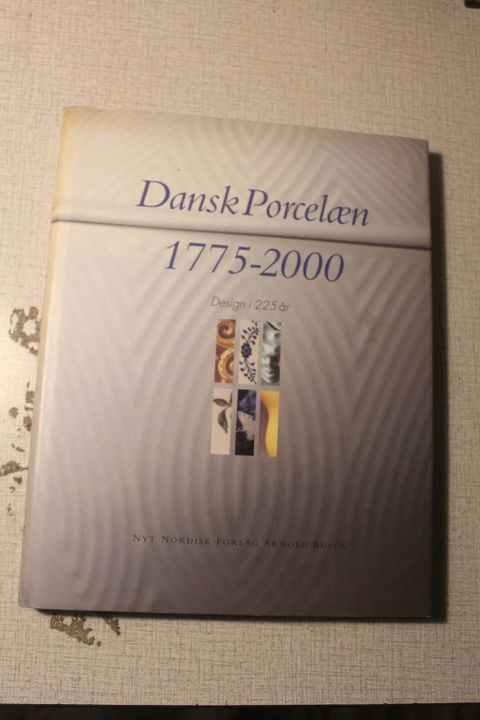 Dansk Porcelæn
1775-2000
Design i 225 år
NYT NORDISK FORLAG ARNOLD BUSCK